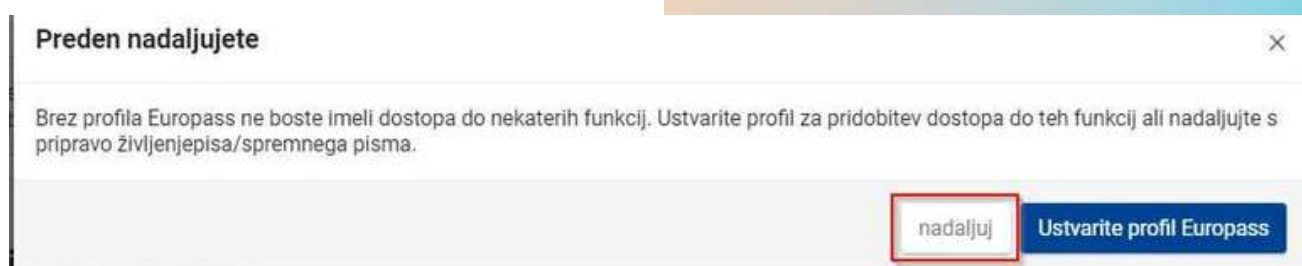 Preden nadaljujete
Brez profila Europass ne boste imeli dostopa do nekaterih funkcij. Ustvarite profil za pridobitev dostopa do teh funkcij ali nadaljujte s
pripravo življenjepisa/spremnega pisma.
nadaljuj Ustvarite profil Europass